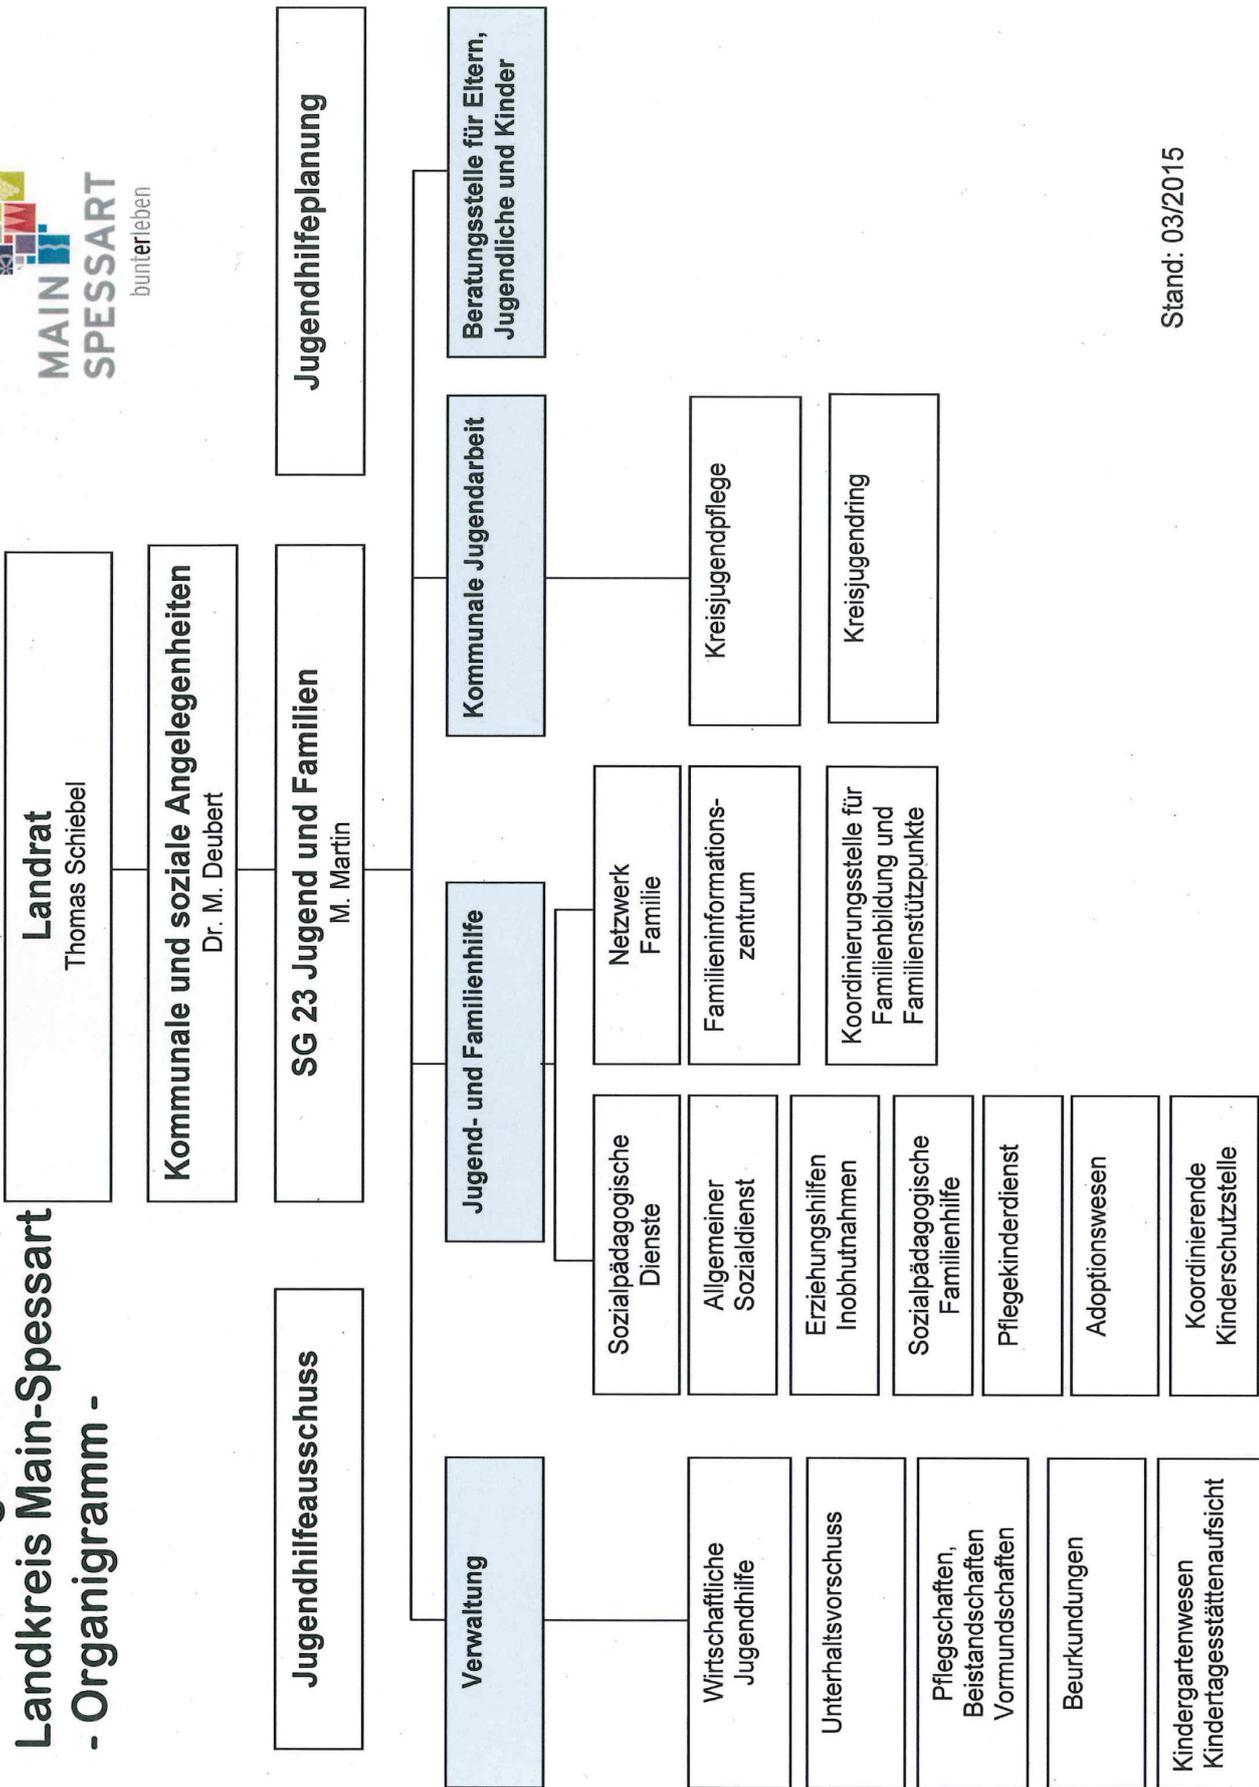 Landkreis Main-Spessart
- Organigramm -
MAIN
SPESSART
bunterleben
Landrat
Thomas Schiebel
Kommunale und soziale Angelegenheiten
Dr. M. Deubert
Jugendhilfeausschuss
SG 23 Jugend und Familien
M. Martin
Jugendhilfeplanung
Verwaltung
Jugend- und Familienhilfe
Kommunale Jugendarbeit
Beratungsstelle für Eltern,
Jugendliche und Kinder
Wirtschaftliche
Jugendhilfe
Unterhaltsvorschuss
Pflegschaften,
Beistandschaften
Vormundschaften
Beurkundungen
Kindergartenwesen
Kindertagesstättenaufsicht
Sozialpädagogische
Dienste
Allgemeiner
Sozialdienst
Erziehungshilfen
Inobhutnahmen
Sozialpädagogische
Familienhilfe
Pflegekinderdienst
Adoptionswesen
Koordinierende
Kinderschutzstelle
Netzwerk
Familie
Familieninformations-
zentrum
Koordinierungsstelle für
Familienbildung und
Familienstützpunkte
Kreisjugendpflege
Kreisjugendring
Stand: 03/2015